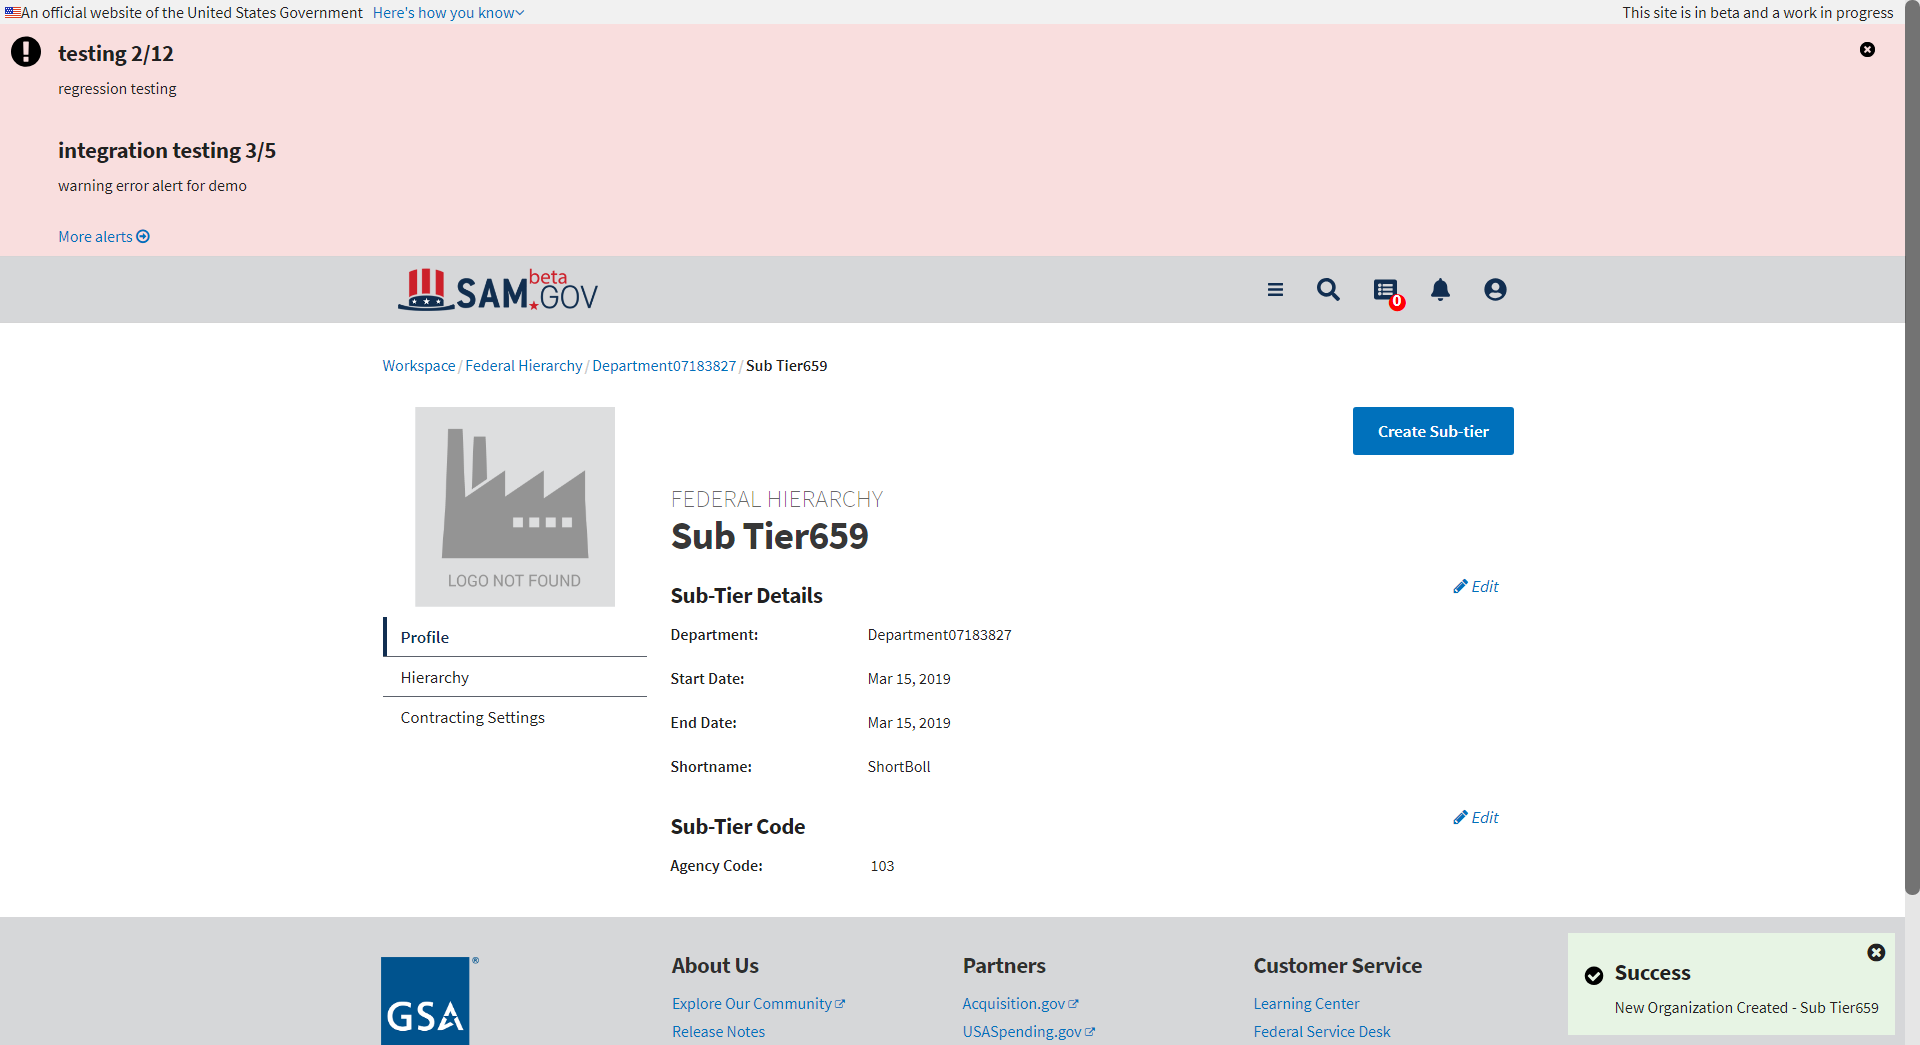 An official website of the United States Government Here's how you know
This site is in beta and a work in progress
testing 2/12
regression testing
integration testing 3/5
warning error alert for demo
More alerts
SAM.GOV beta
0
Workspace / Federal Hierarchy / Department07183827 / Sub Tier659
LOGO NOT FOUND
Create Sub-tier
FEDERAL HIERARCHY
Sub Tier659
Profile
Hierarchy
Contracting Settings
Sub-Tier Details
Edit
Department: Department07183827
Start Date: Mar 15, 2019
End Date: Mar 15, 2019
Shortname: ShortBoll
Sub-Tier Code
Edit
Agency Code: 103
GSA ®
About Us
Explore Our Community
Release Notes
Partners
Acquisition.gov
USASpending.gov
Customer Service
Learning Center
Federal Service Desk
Success
New Organization Created - Sub Tier659